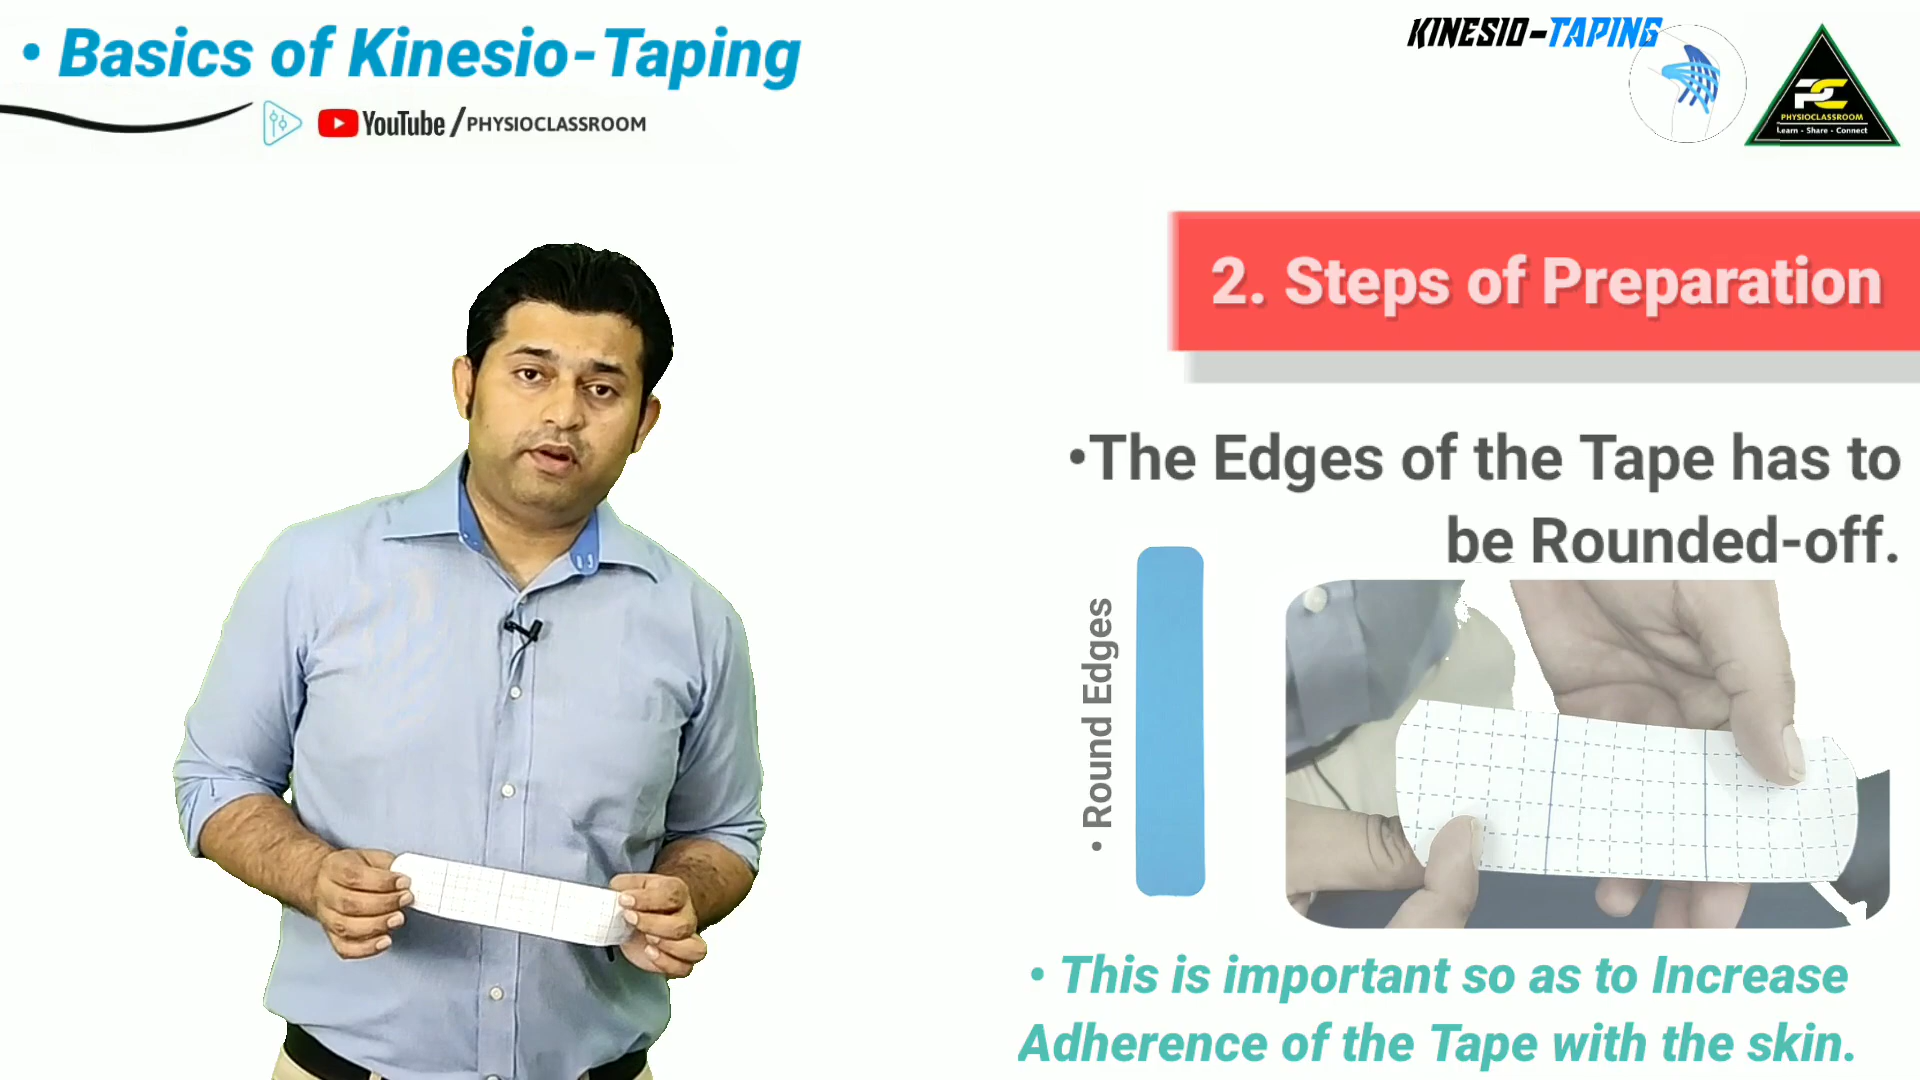 • Basics of Kinesio-Taping
YouTube /PHYSIOCLASSROOM
KINESIO-TAPING
PC
PHYSIOCLASSROOM
Learn - Share - Connect
2. Steps of Preparation
•The Edges of the Tape has to
be Rounded-off.
• Round Edges
• This is important so as to Increase
Adherence of the Tape with the skin.